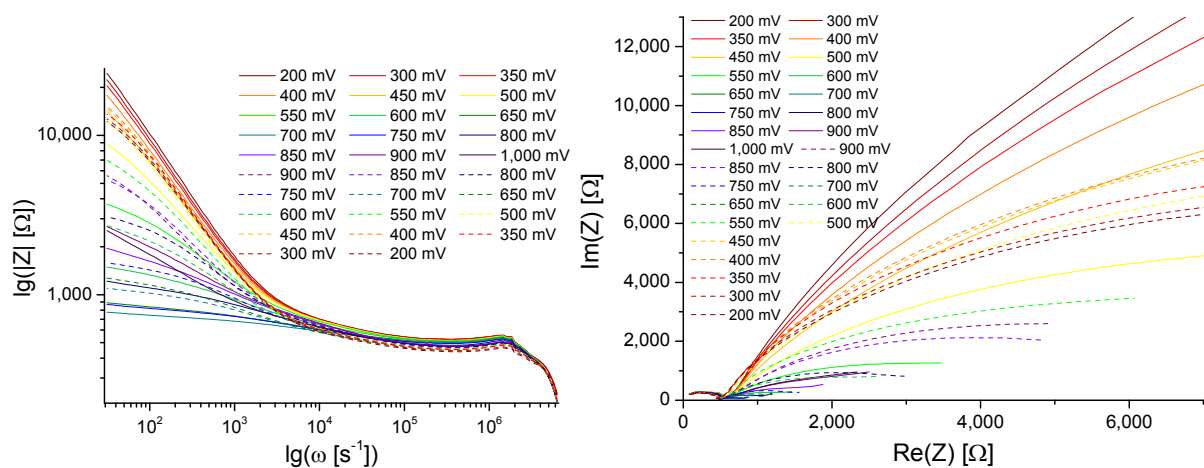 200 mV 300 mV 350 mV
400 mV 450 mV 500 mV
550 mV 600 mV 650 mV
700 mV 750 mV 800 mV
850 mV 900 mV 1,000 mV
900 mV 850 mV 800 mV
750 mV 700 mV 650 mV
600 mV 550 mV 500 mV
450 mV 400 mV 350 mV
300 mV 200 mV
10,000
1,000
lg(|Z| [Ω])
10² 10³ 10⁴ 10⁵ 10⁶
lg(ω [s⁻¹])
200 mV 300 mV
350 mV 400 mV
450 mV 500 mV
550 mV 600 mV
650 mV 700 mV
750 mV 800 mV
850 mV 900 mV
1,000 mV 900 mV
850 mV 800 mV
750 mV 700 mV
650 mV 600 mV
550 mV 500 mV
450 mV
400 mV
350 mV
300 mV
200 mV
12,000
10,000
8,000
6,000
4,000
2,000
0
Im(Z) [Ω]
0 2,000 4,000 6,000
Re(Z) [Ω]